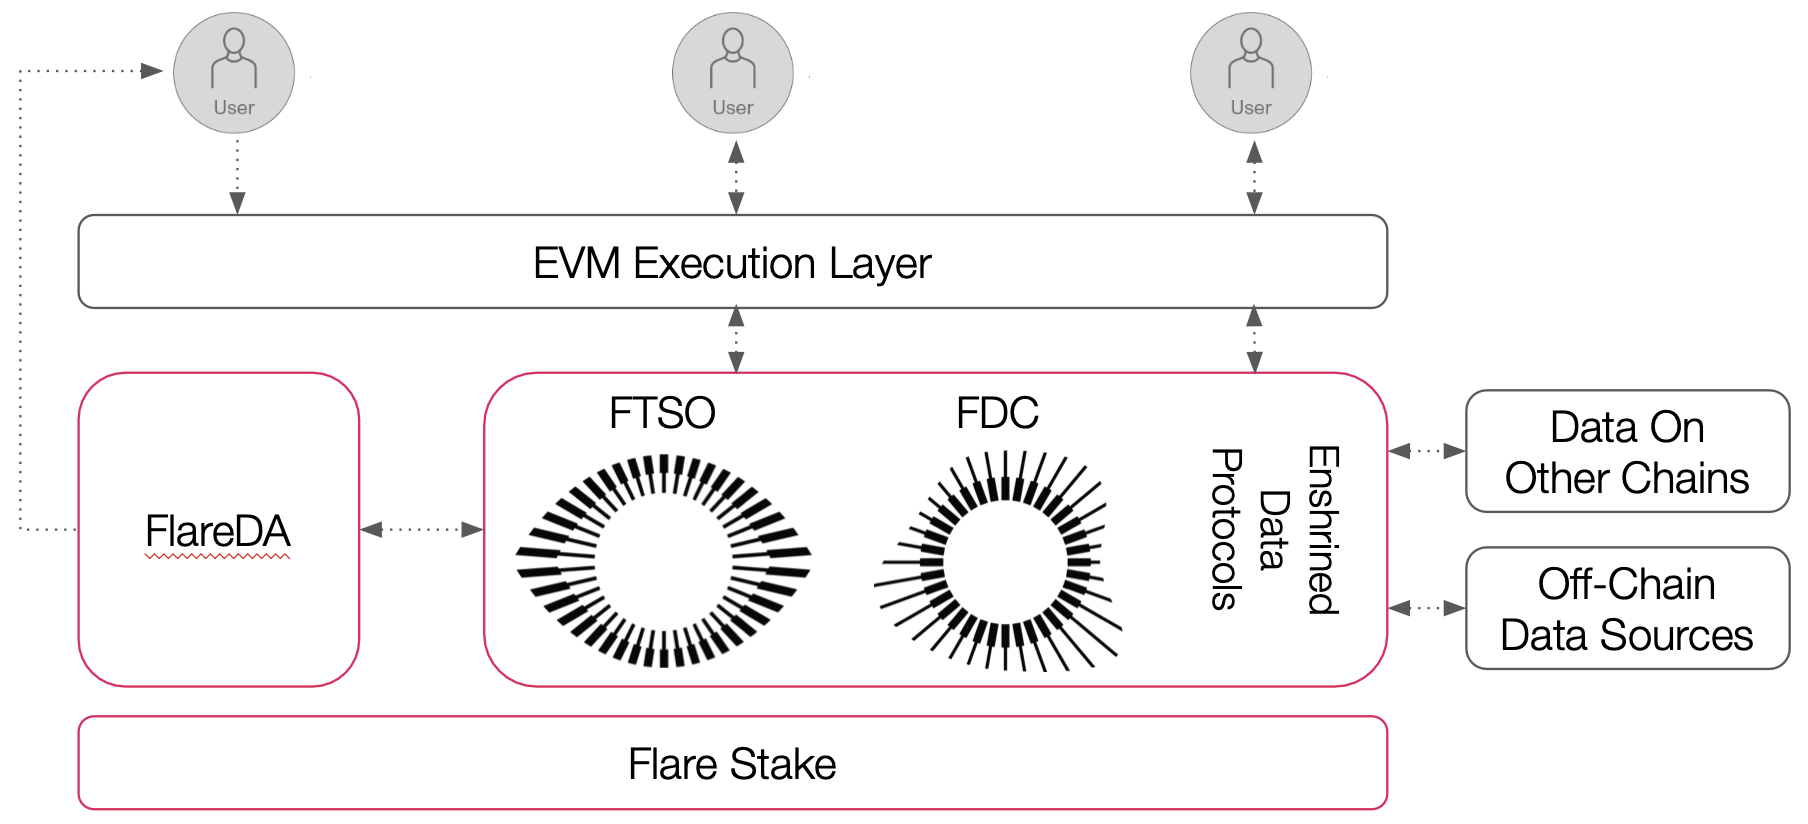 User
User
User
EVM Execution Layer
FTSO
FDC
Enshrined
Data
Protocols
FlareDA
Data On
Other Chains
Off-Chain
Data Sources
Flare Stake